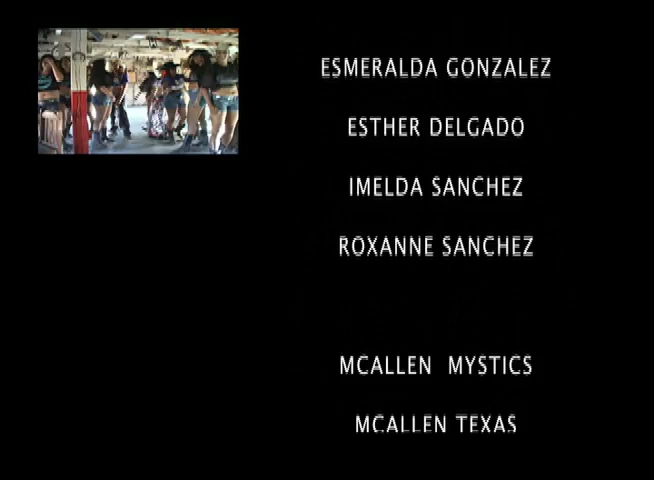 ESMERALDA GONZALEZ
ESTHER DELGADO
IMELDA SANCHEZ
ROXANNE SANCHEZ
MCALLEN MYSTICS
MCALLEN TEXAS